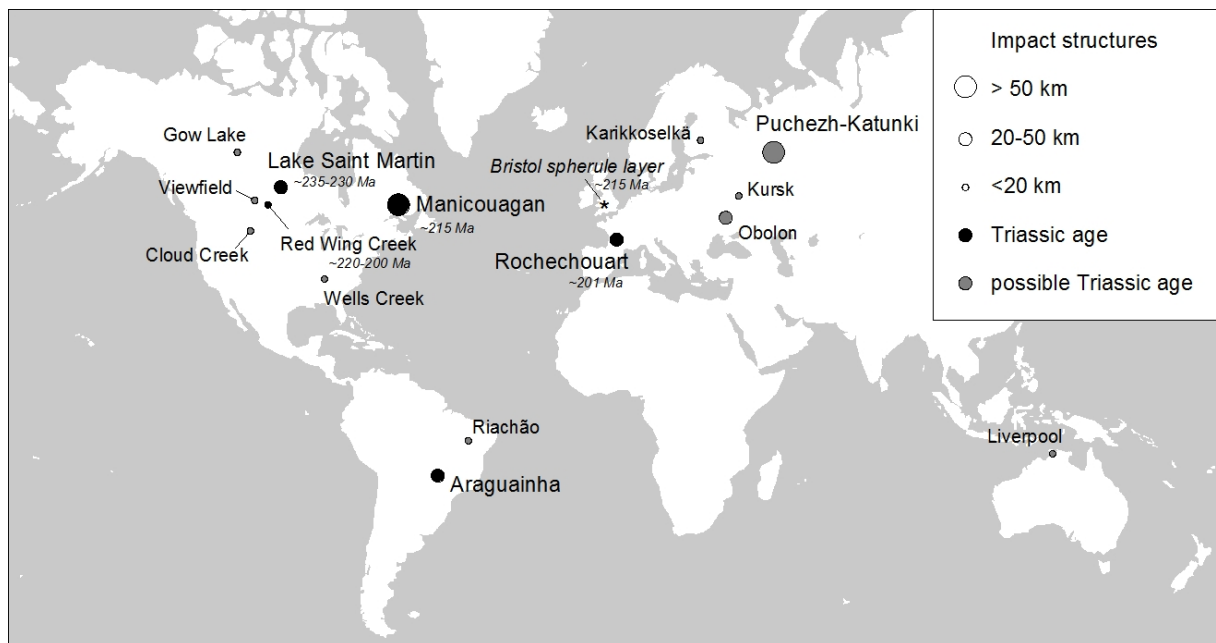 Impact structures
> 50 km
20-50 km
<20 km
Triassic age
possible Triassic age
Gow Lake
Lake Saint Martin
~235-230 Ma
Viewfield
Manicouagan
~215 Ma
Red Wing Creek
~220-200 Ma
Cloud Creek
Wells Creek
Karikkoselkä
Puchezh-Katunki
Bristol spherule layer
~215 Ma
*
Kursk
Obolon
Rochechouart
~201 Ma
Riachão
Araguainha
Liverpool